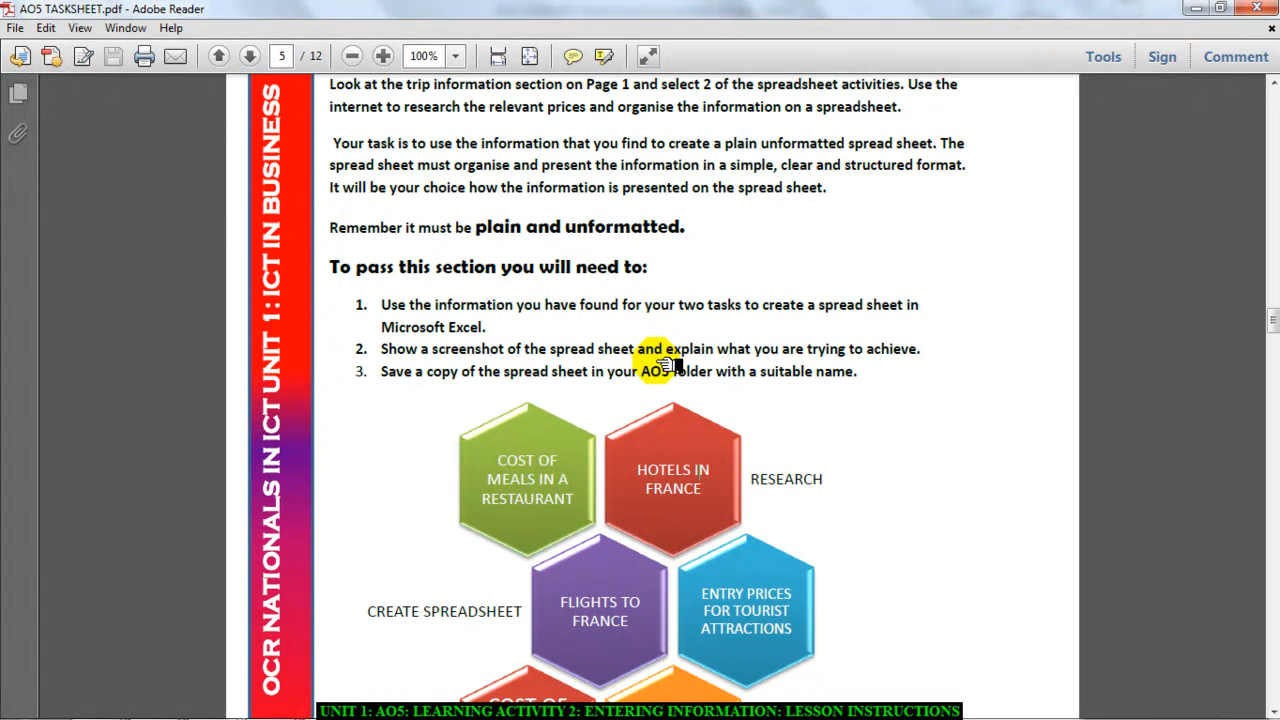 AO5 TASKSHEET.pdf - Adobe Reader
File Edit View Window Help
5 / 12 100% Tools Sign Comment
OCR NATIONALS IN ICT UNIT 1: ICT IN BUSINESS
Look at the trip information section on Page 1 and select 2 of the spreadsheet activities. Use the
internet to research the relevant prices and organise the information on a spreadsheet.
Your task is to use the information that you find to create a plain unformatted spread sheet. The
spread sheet must organise and present the information in a simple, clear and structured format.
It will be your choice how the information is presented on the spread sheet.
Remember it must be plain and unformatted.
To pass this section you will need to:
1. Use the information you have found for your two tasks to create a spread sheet in
Microsoft Excel.
2. Show a screenshot of the spread sheet and explain what you are trying to achieve.
3. Save a copy of the spread sheet in your AO5 folder with a suitable name.
COST OF
MEALS IN A
RESTAURANT
HOTELS IN
FRANCE
RESEARCH
CREATE SPREADSHEET
FLIGHTS TO
FRANCE
ENTRY PRICES
FOR TOURIST
ATTRACTIONS
COST OF
UNIT 1: AO5: LEARNING ACTIVITY 2: ENTERING INFORMATION: LESSON INSTRUCTIONS